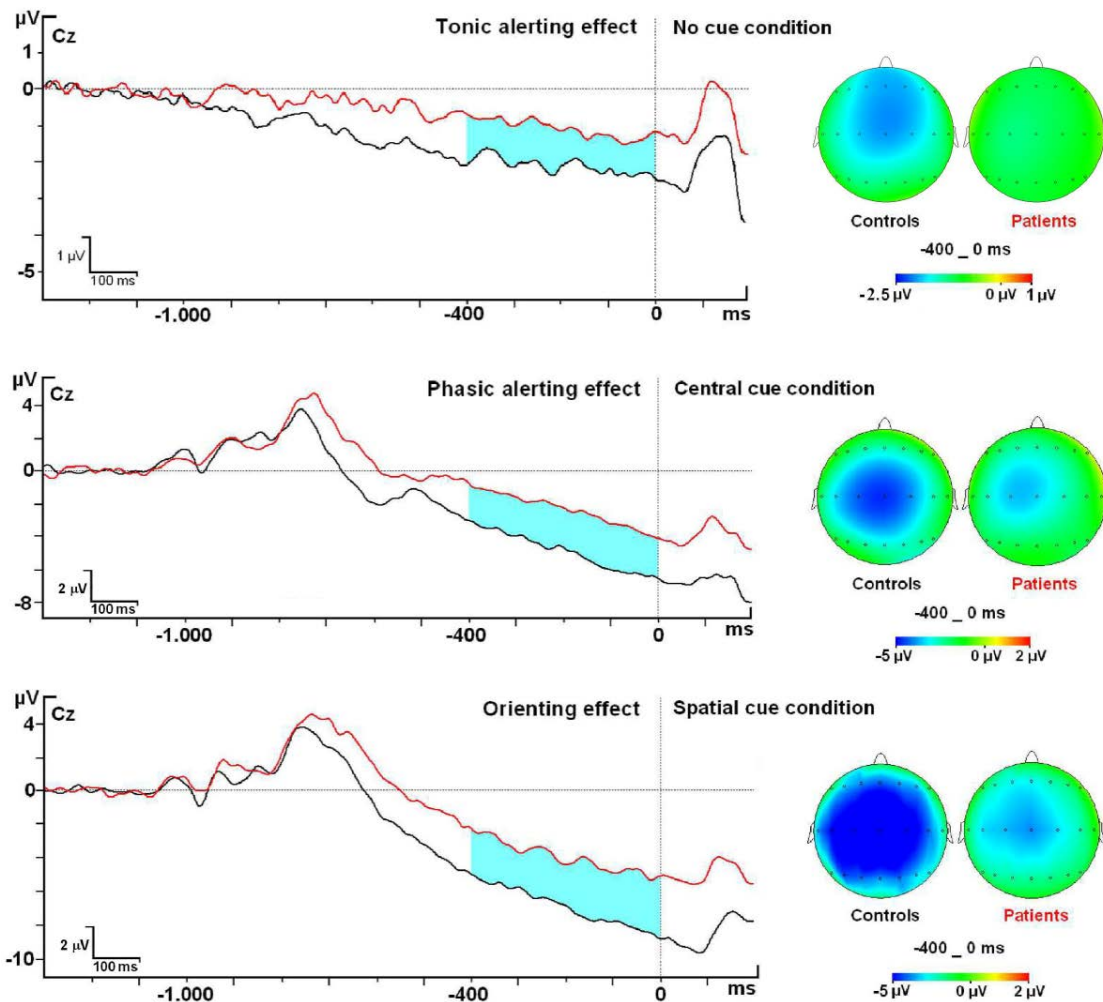 µV
Cz
Tonic alerting effect
No cue condition
1
0
-5
1 µV
100 ms
-1.000
-400
0
ms
Controls
Patients
-400 _ 0 ms
-2.5 µV
0 µV
1 µV
µV
Cz
Phasic alerting effect
Central cue condition
4
0
-8
2 µV
100 ms
-1.000
-400
0
ms
Controls
Patients
-400 _ 0 ms
-5 µV
0 µV
2 µV
µV
Cz
Orienting effect
Spatial cue condition
4
0
-10
2 µV
100 ms
-1.000
-400
0
ms
Controls
Patients
-400 _ 0 ms
-5 µV
0 µV
2 µV